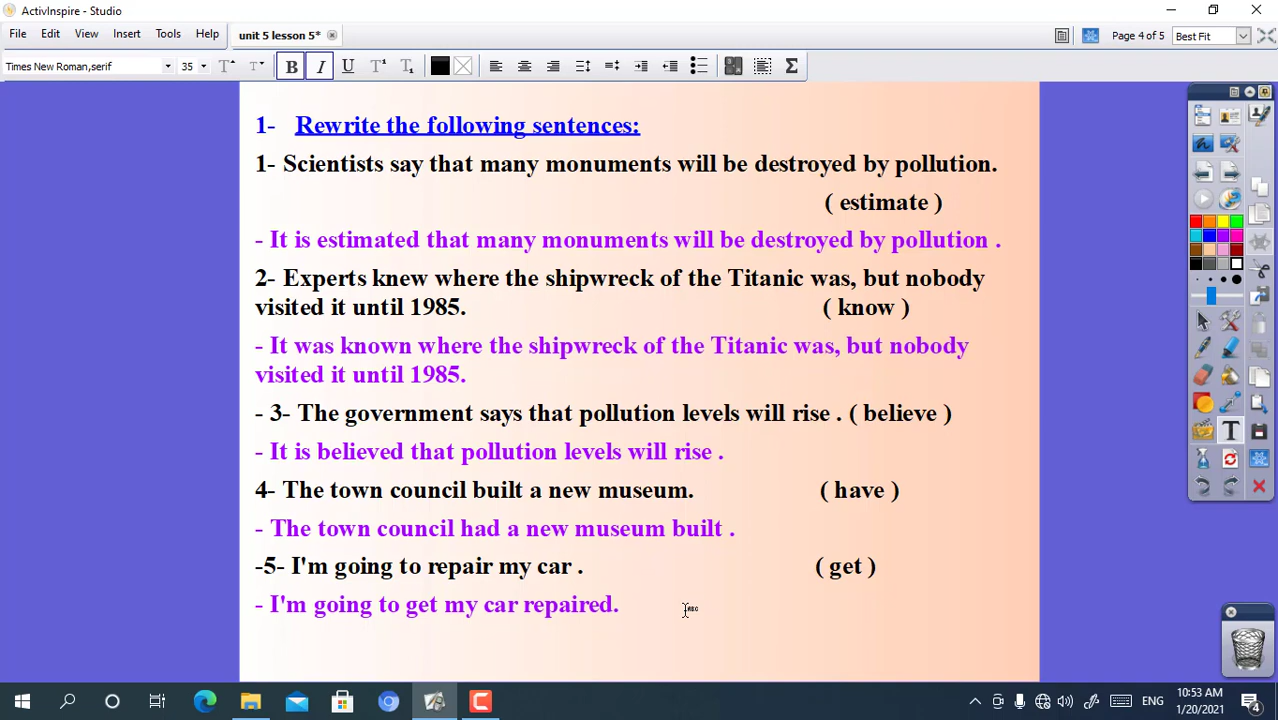 ActivInspire - Studio
File Edit View Insert Tools Help
unit 5 lesson 5*
Page 4 of 5
Best Fit
Times New Roman,serif
35
1- Rewrite the following sentences:
1- Scientists say that many monuments will be destroyed by pollution.
( estimate )
- It is estimated that many monuments will be destroyed by pollution .
2- Experts knew where the shipwreck of the Titanic was, but nobody
visited it until 1985. ( know )
- It was known where the shipwreck of the Titanic was, but nobody
visited it until 1985.
- 3- The government says that pollution levels will rise . ( believe )
- It is believed that pollution levels will rise .
4- The town council built a new museum. ( have )
- The town council had a new museum built .
-5- I'm going to repair my car . ( get )
- I'm going to get my car repaired.
ABC
ENG
10:53 AM
1/20/2021
4